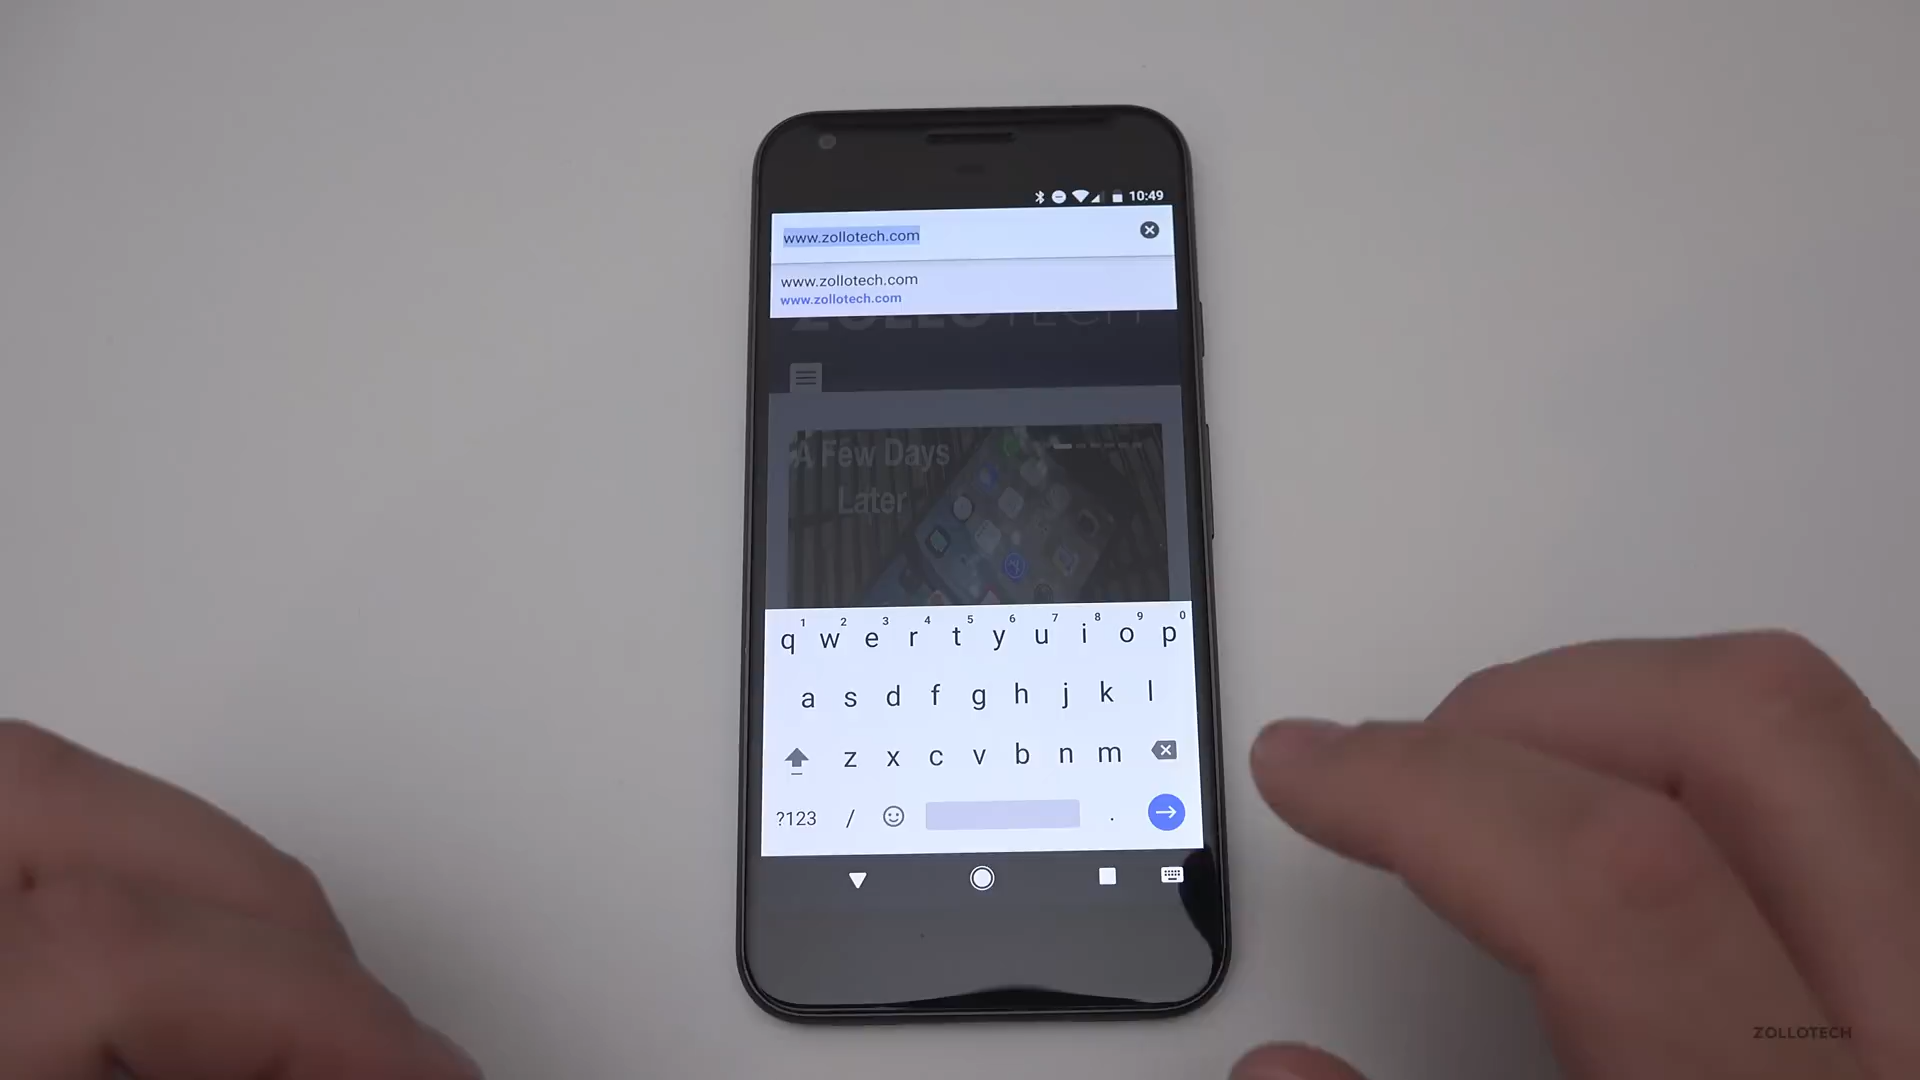 10:49
www.zollotech.com
www.zollotech.com
www.zollotech.com
ZOLLOTECH
A Few Days
Later
1 2 3 4 5 6 7 8 9 0
q w e r t y u i o p
a s d f g h j k l
z x c v b n m
?123 / .
ZOLLOTECH